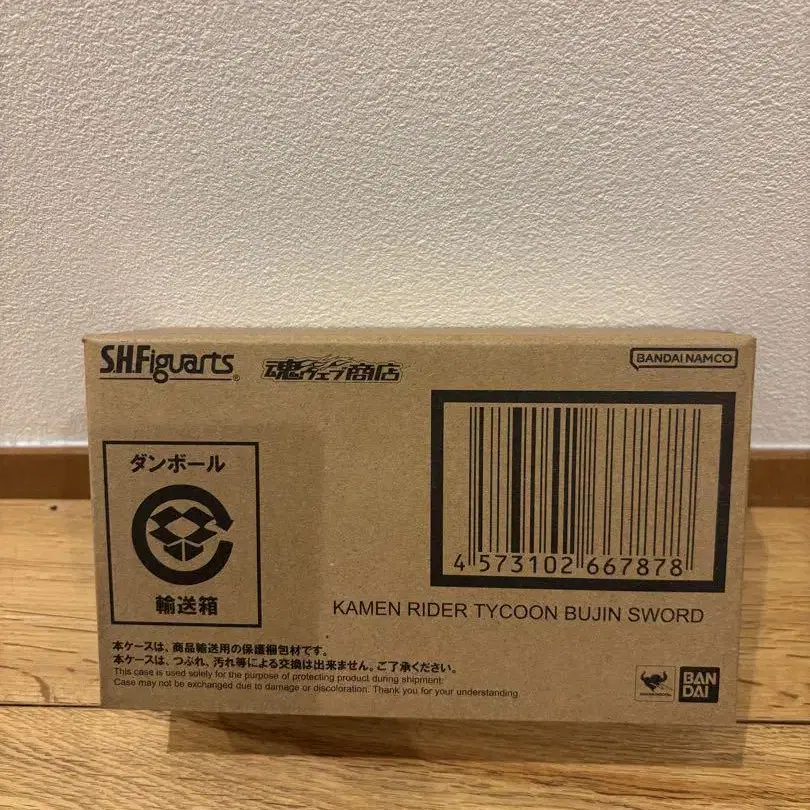 S.H.Figuarts®
魂ウェブ商店
BANDAI NAMCO
ダンボール
輸送箱
4 573102 667878
KAMEN RIDER TYCOON BUJIN SWORD
本ケースは、商品輸送用の保護梱包材です。
本ケースは、つぶれ、汚れ等による交換は出来ません。ご了承ください。
This case is used solely for the purpose of protecting product during shipment.
Case may not be exchanged due to damage or discoloration. Thank you for your understanding.
BAN
DAI